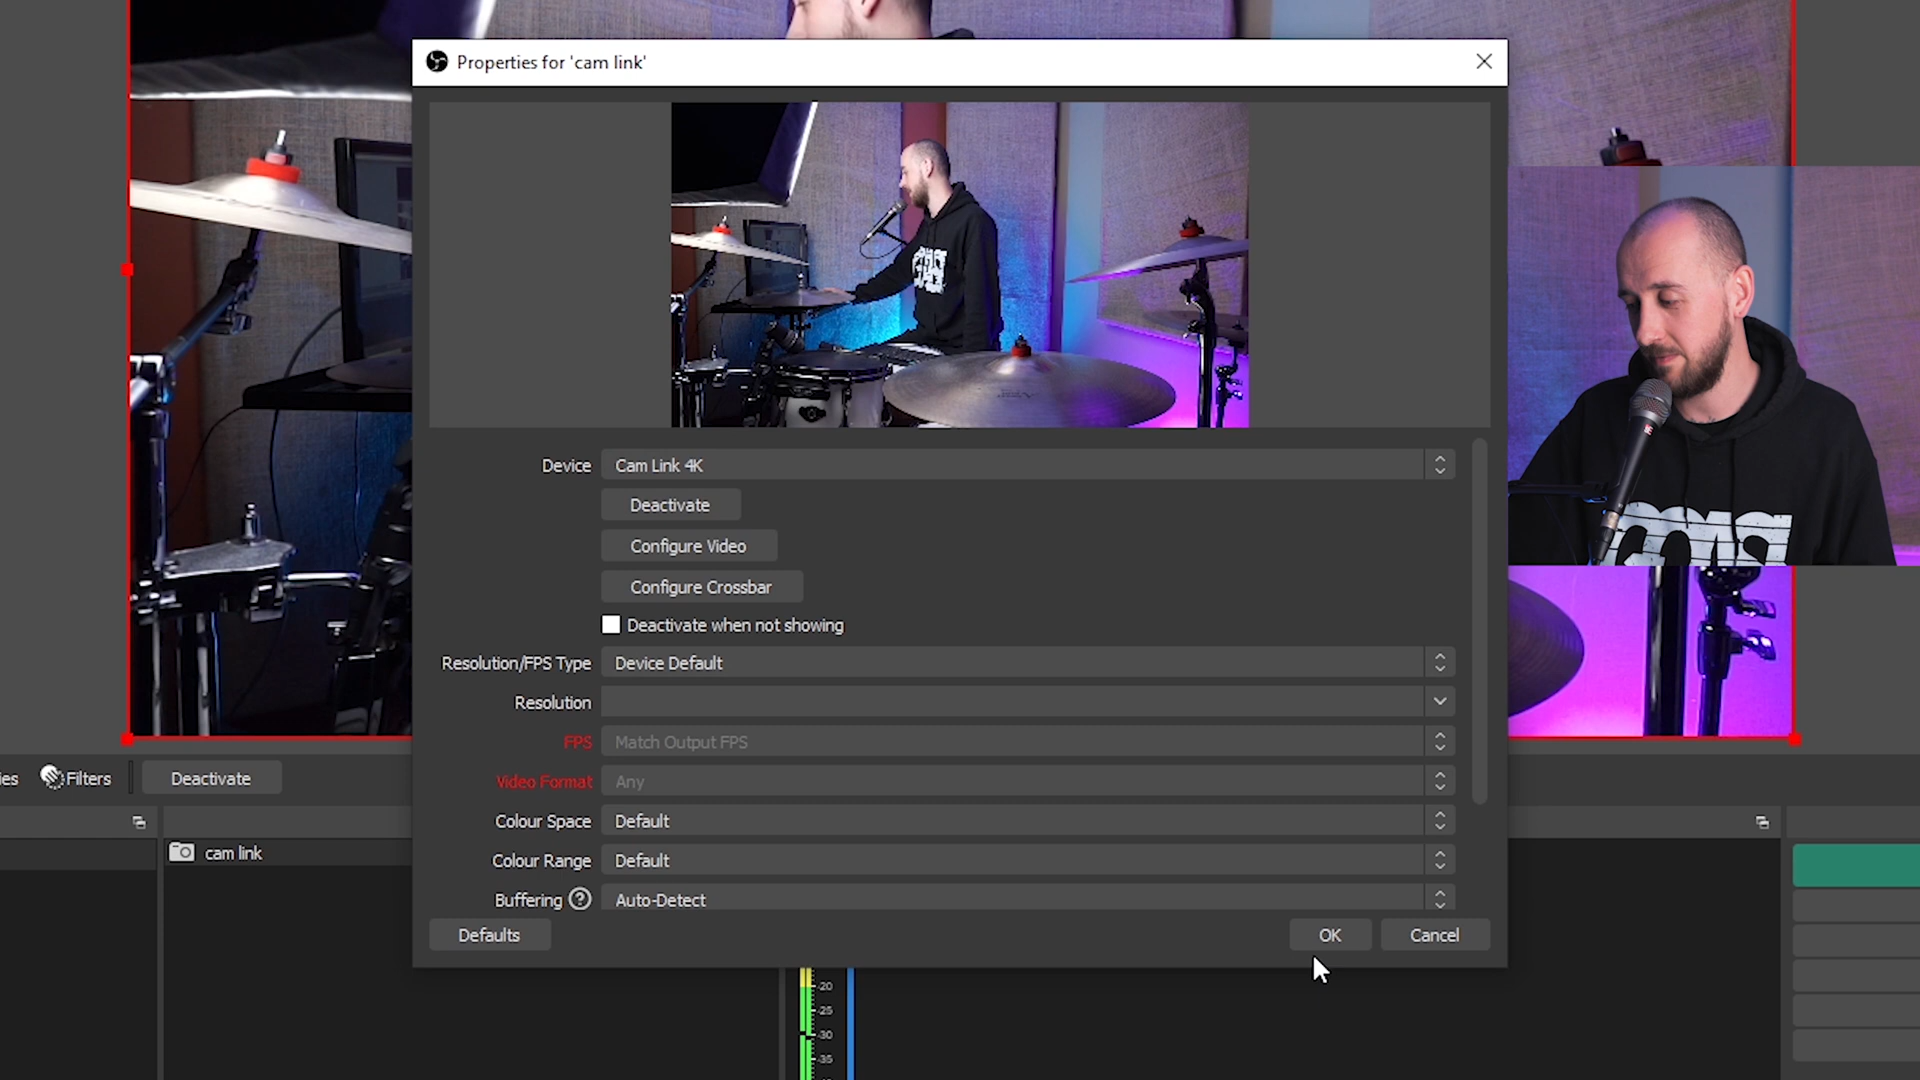 Properties for 'cam link'
Device Cam Link 4K
Deactivate
Configure Video
Configure Crossbar
Deactivate when not showing
Resolution/FPS Type Device Default
Resolution
FPS Match Output FPS
Video Format Any
Colour Space Default
Colour Range Default
Buffering ? Auto-Detect
Defaults OK Cancel
ies Filters Deactivate
cam link
-20
-25
-30
-35